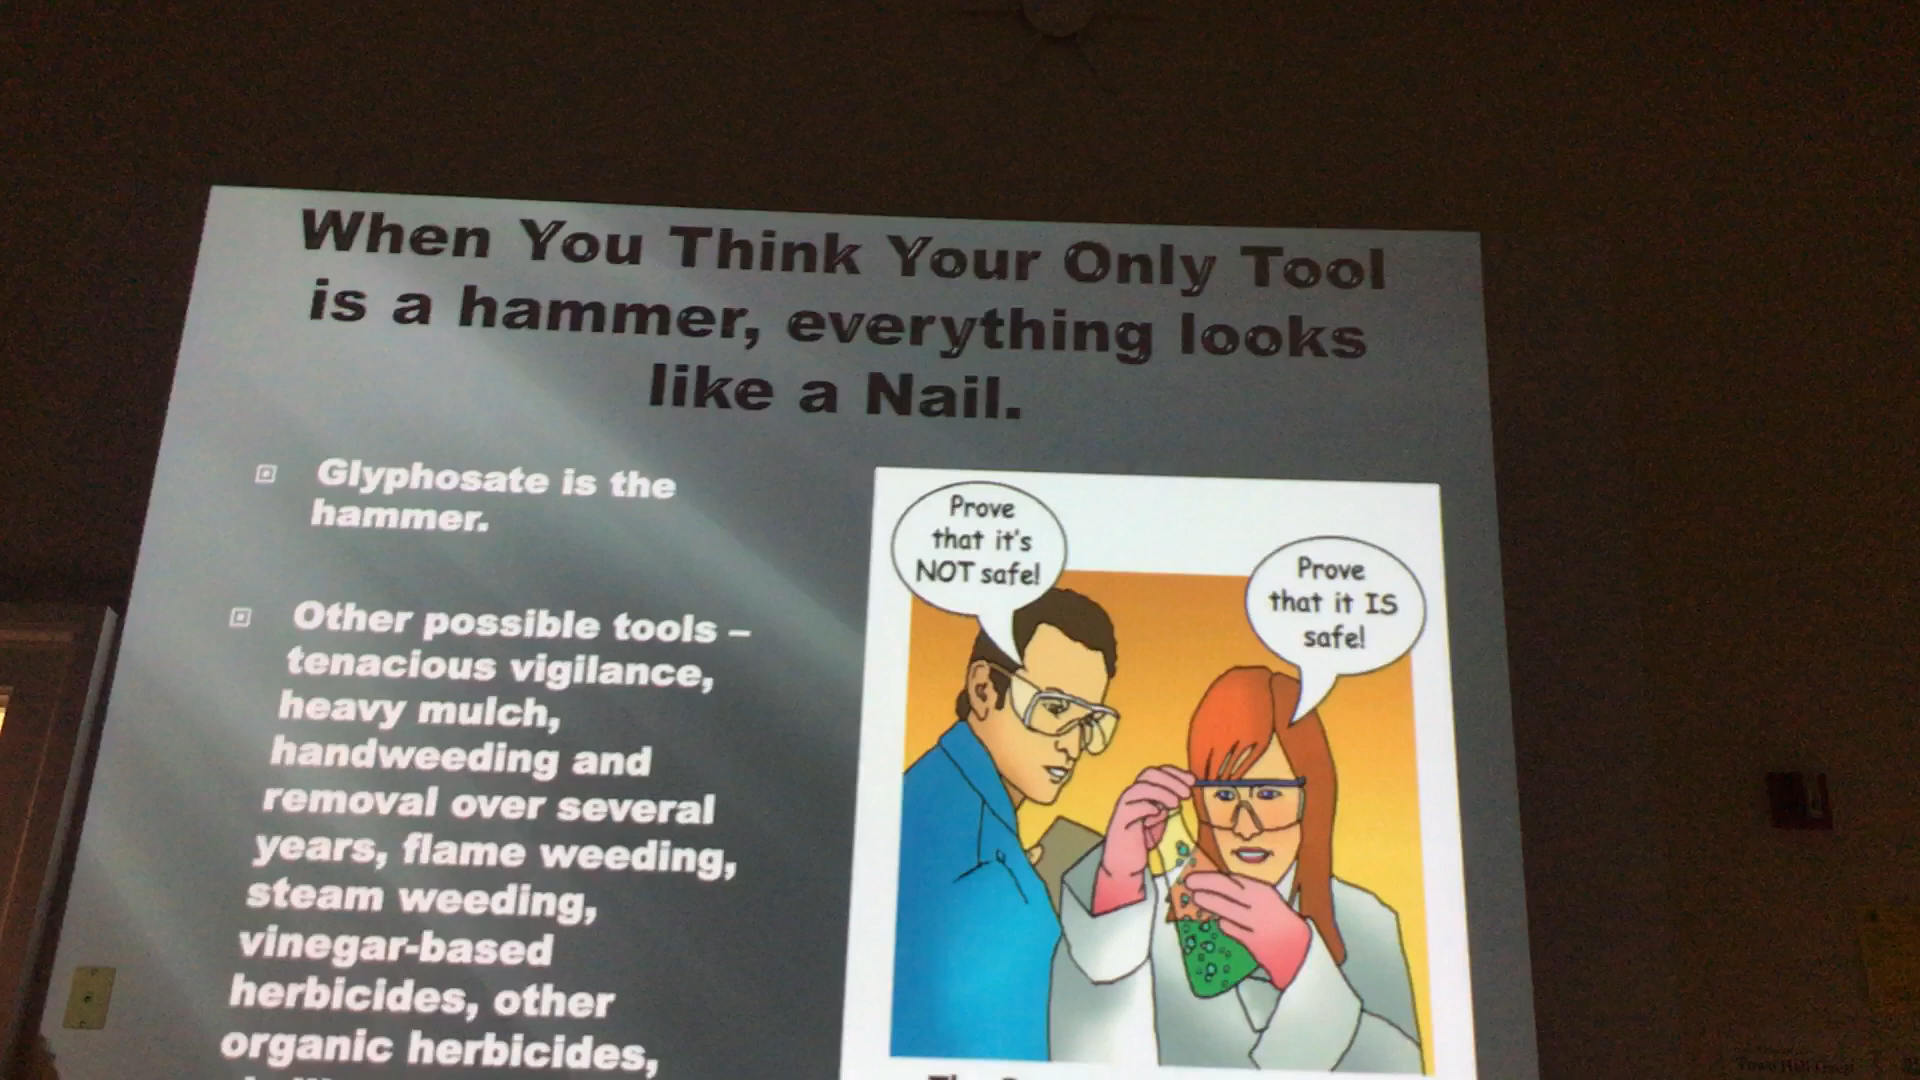 When You Think Your Only Tool
is a hammer, everything looks
like a Nail.
Glyphosate is the
hammer.
Other possible tools –
tenacious vigilance,
heavy mulch,
handweeding and
removal over several
years, flame weeding,
steam weeding,
vinegar-based
herbicides, other
organic herbicides,
Prove
that it's
NOT safe!
Prove
that it IS
safe!